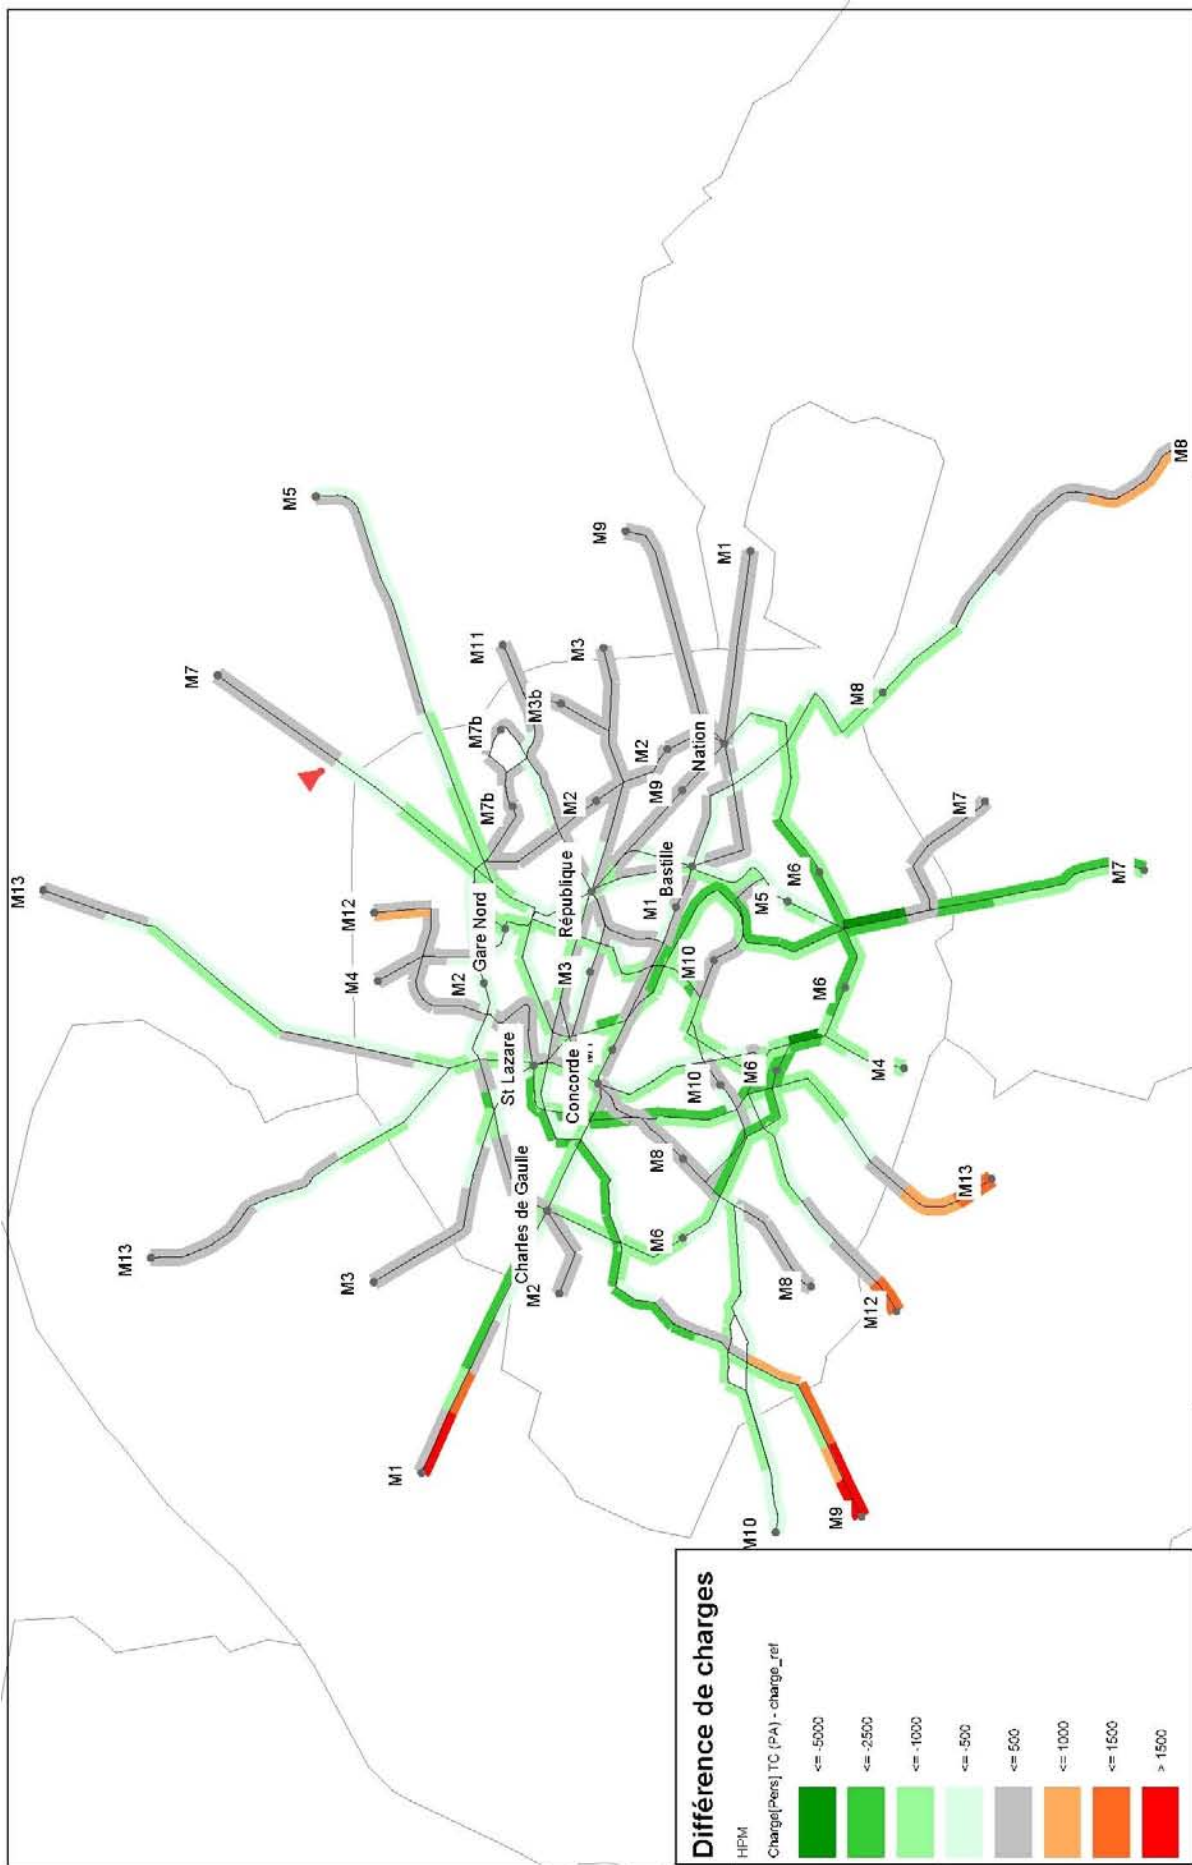 M13
M12
M4
M2
Gare Nord
M7
M5
M11
M3b
M7b
M7b
M2
M3
M9
M1
M2
M9
Nation
République
Bastille
M3
M1
M5
M6
M10
M8
M8
M7
M7
M6
M4
M13
M3
M2
St Lazare
Concorde
Charles de Gaulle
M1
M10
M6
M8
M6
M8
M13
M12
M9
M10
Différence de charges
HPM
Charge[Pers] TC (PA) - charge_ref
<= -5000
<= -2500
<= -1000
<= -500
<= 500
<= 1000
<= 1500
> 1500